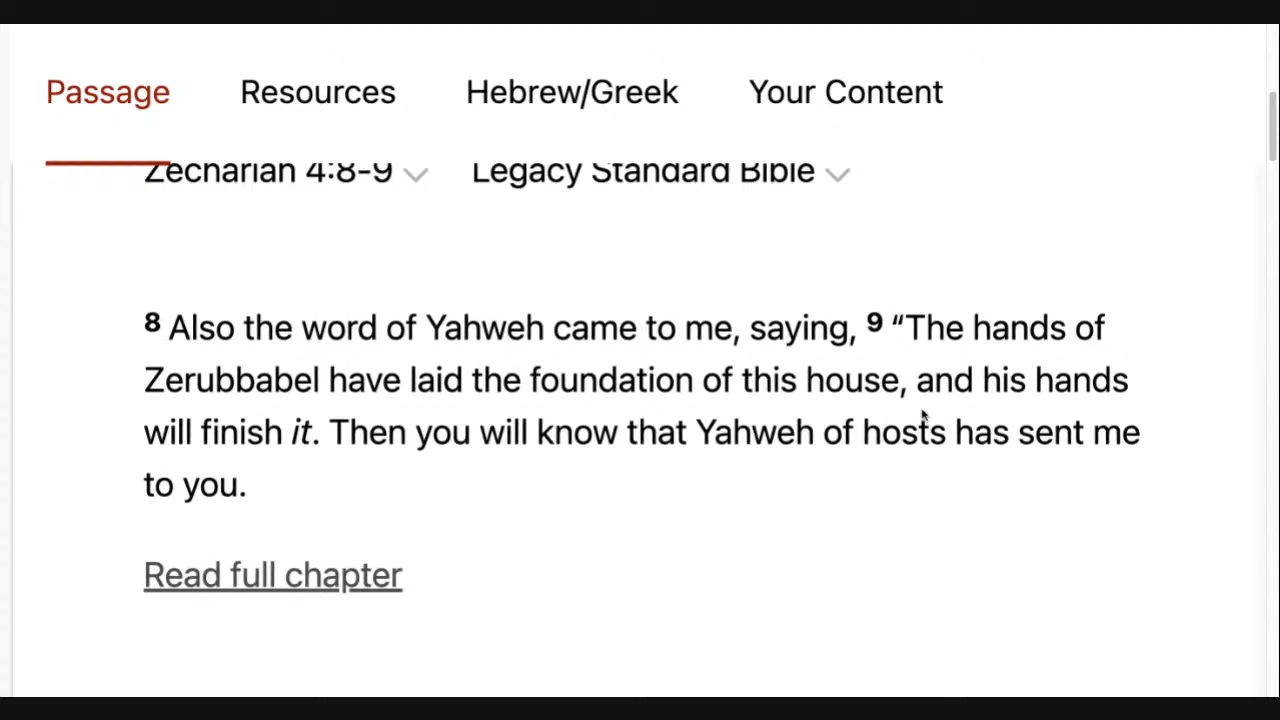 Passage Resources Hebrew/Greek Your Content
Zechariah 4:8-9 Legacy Standard Bible
8 Also the word of Yahweh came to me, saying, 9 “The hands of
Zerubbabel have laid the foundation of this house, and his hands
will finish it. Then you will know that Yahweh of hosts has sent me
to you.
Read full chapter